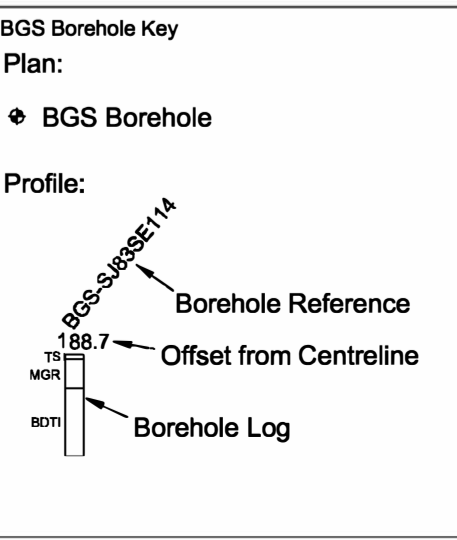 BGS Borehole Key
Plan:
BGS Borehole
Profile:
BGS-SJ83SE114
Borehole Reference
188.7
Offset from Centreline
TS
MGR
BDTI
Borehole Log